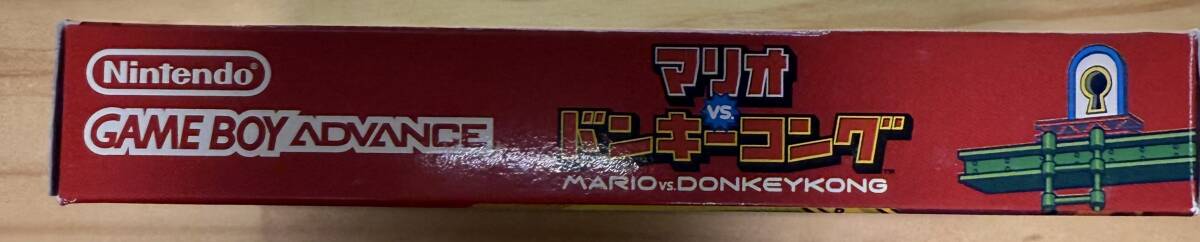 Nintendo
GAME BOY ADVANCE
マリオ
VS.
ドンキーコング
MARIO VS. DONKEY KONG